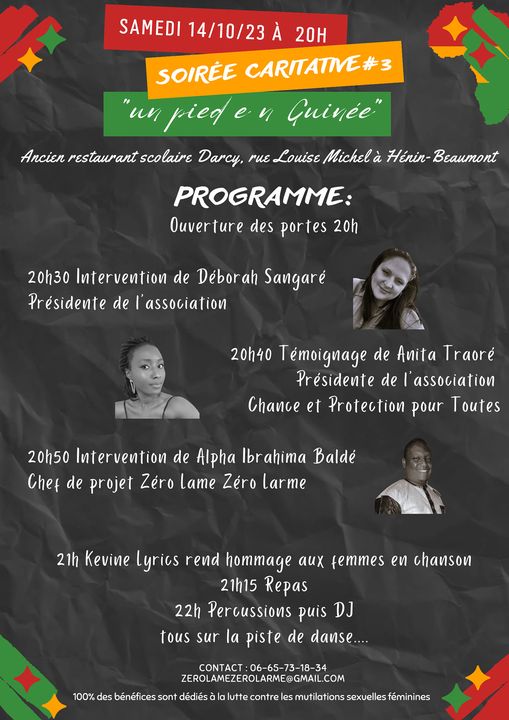 SAMEDI 14/10/23 À 20H
SOIRÉE CARITATIVE#3
"un pied en Guinée"
Ancien restaurant scolaire Darcy, rue Louise Michel à Hénin-Beaumont
PROGRAMME:
Ouverture des portes 20h
20h30 Intervention de Déborah Sangaré
Présidente de l'association
20h40 Témoignage de Anita Traoré
Présidente de l'association
Chance et Protection pour Toutes
20h50 Intervention de Alpha Ibrahima Baldé
Chef de projet Zéro Lame Zéro Larme
21h Kevine Lyrics rend hommage aux femmes en chanson
21h15 Repas
22h Percussions puis DJ
tous sur la piste de danse....
CONTACT : 06-65-73-18-34
ZEROLAMEZEROLARME@GMAIL.COM
100% des bénéfices sont dédiés à la lutte contre les mutilations sexuelles féminines